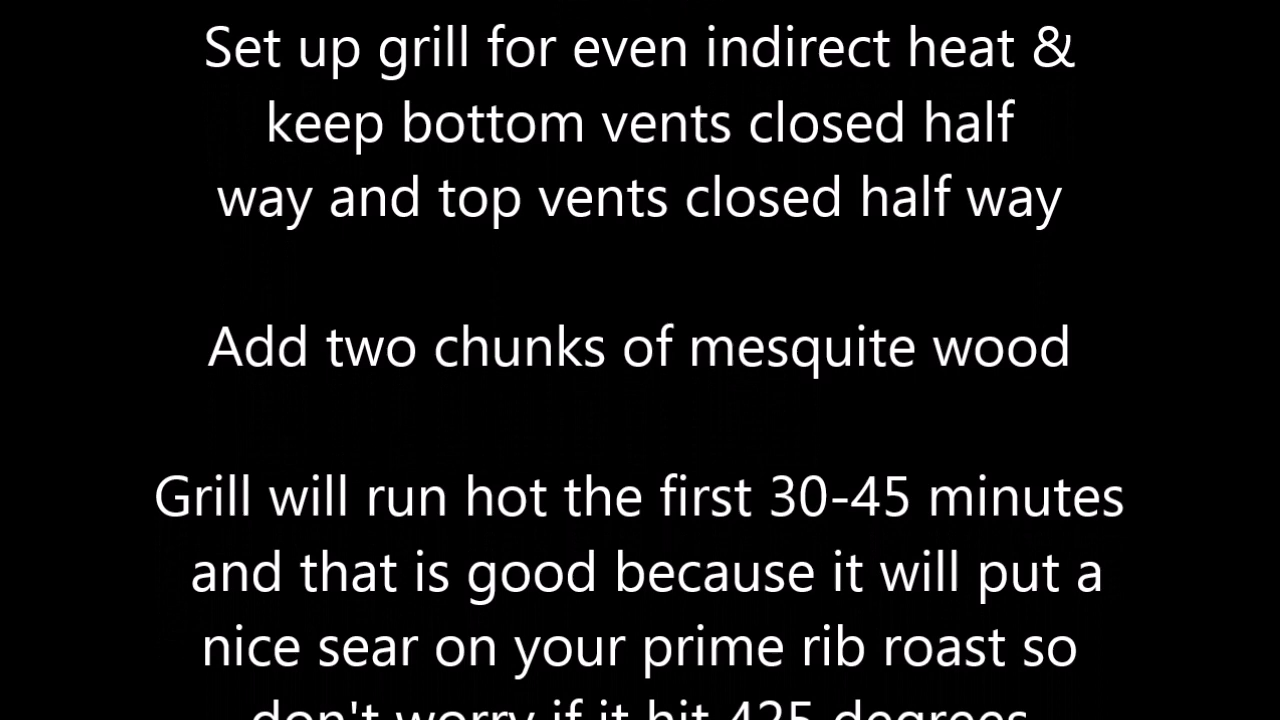 Set up grill for even indirect heat &
keep bottom vents closed half
way and top vents closed half way
Add two chunks of mesquite wood
Grill will run hot the first 30-45 minutes
and that is good because it will put a
nice sear on your prime rib roast so
don't worry if it hit 425 degrees